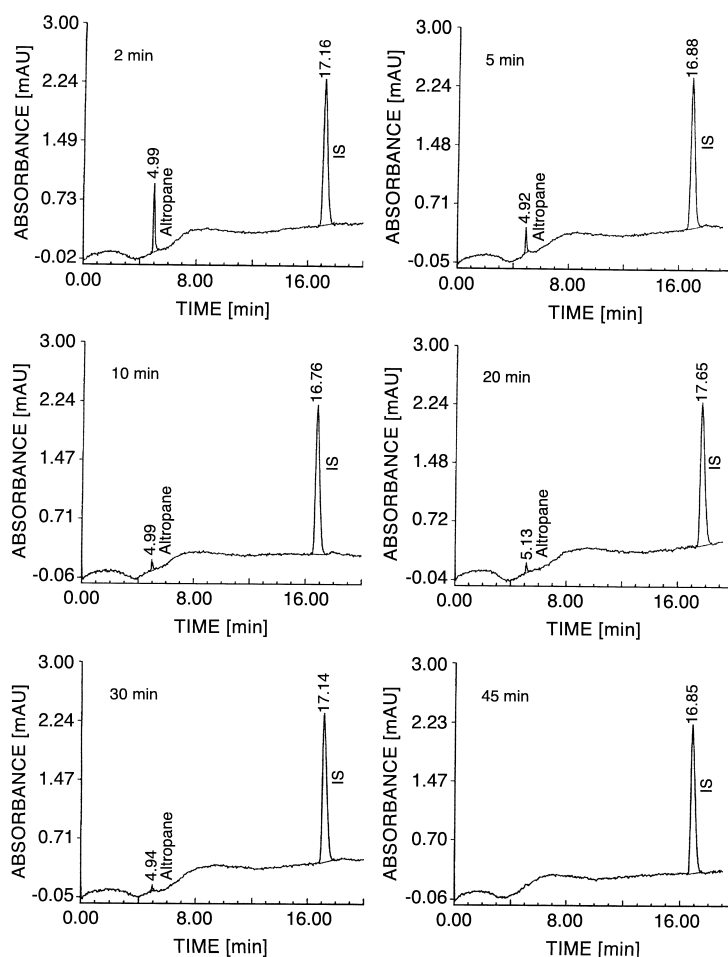 2 min
ABSORBANCE [mAU]
3.00
2.24
1.49
0.73
-0.02
4.99
Altropane
17.16
IS
0.00 8.00 16.00
TIME [min]
5 min
ABSORBANCE [mAU]
3.00
2.24
1.48
0.71
-0.05
4.92
Altropane
16.88
IS
0.00 8.00 16.00
TIME [min]
10 min
ABSORBANCE [mAU]
3.00
2.24
1.47
0.71
-0.06
4.99
Altropane
16.76
IS
0.00 8.00 16.00
TIME [min]
20 min
ABSORBANCE [mAU]
3.00
2.24
1.48
0.72
-0.04
5.13
Altropane
17.65
IS
0.00 8.00 16.00
TIME [min]
30 min
ABSORBANCE [mAU]
3.00
2.24
1.47
0.71
-0.05
4.94
Altropane
17.14
IS
0.00 8.00 16.00
TIME [min]
45 min
ABSORBANCE [mAU]
3.00
2.23
1.47
0.70
-0.06
16.85
IS
0.00 8.00 16.00
TIME [min]